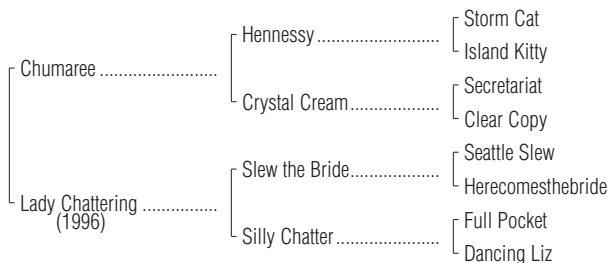 Storm Cat
Hennessy
Island Kitty
Chumaree
Secretariat
Crystal Cream
Clear Copy
Seattle Slew
Slew the Bride
Herecomesthebride
Lady Chattering
(1996)
Full Pocket
Silly Chatter
Dancing Liz